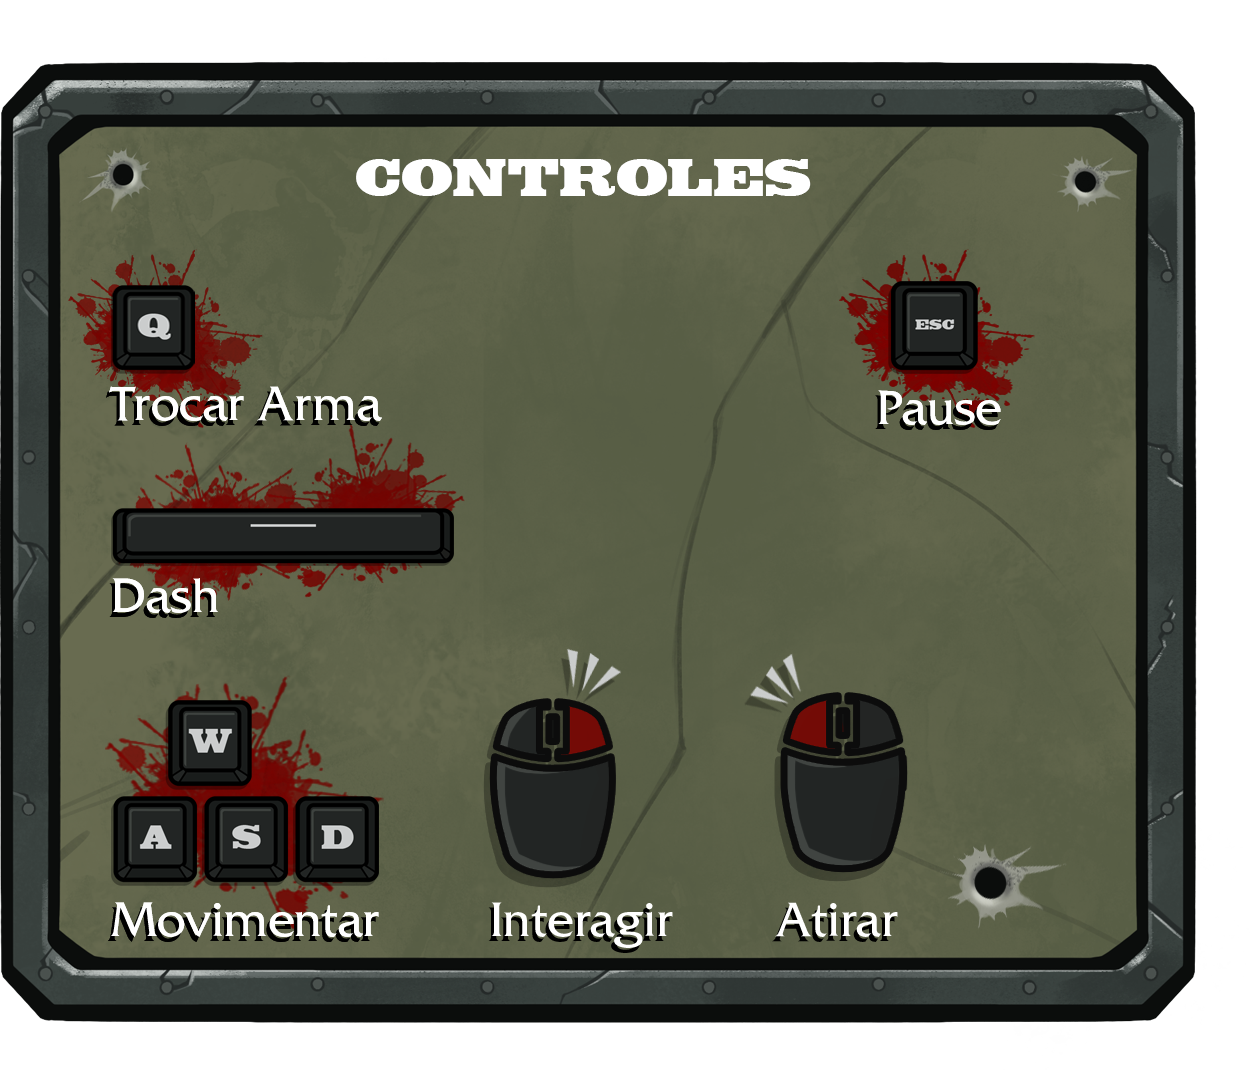 CONTROLES
Q
ESC
Trocar Arma
Pause
Dash
W
A S D
Movimentar
Interagir
Atirar